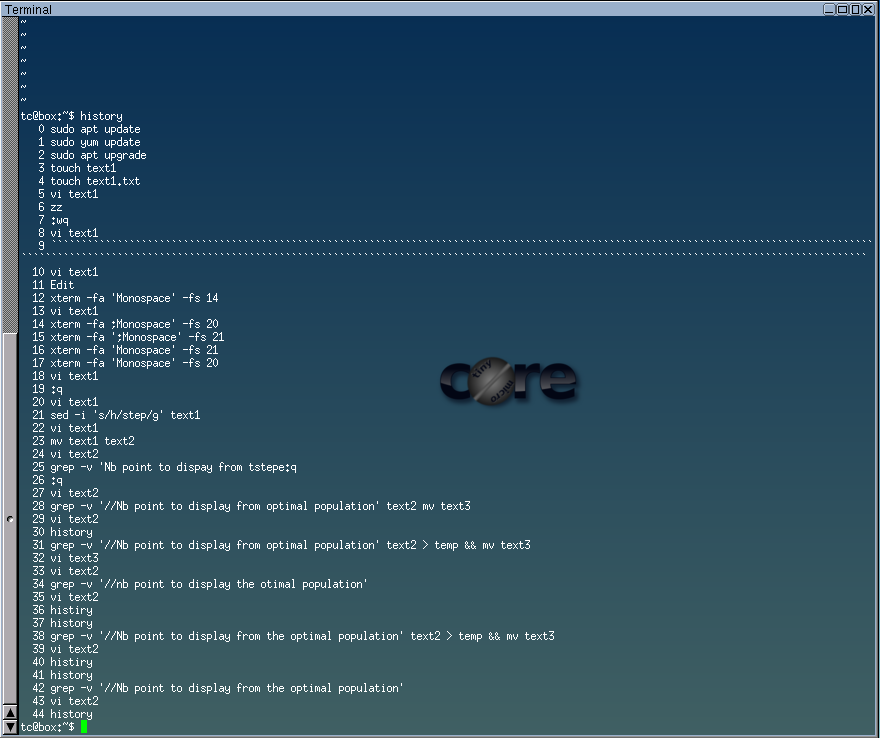 Terminal
~
~
~
~
~
~
~
tc@box:~$ history
0 sudo apt update
1 sudo yum update
2 sudo apt upgrade
3 touch text1
4 touch text1.txt
5 vi text1
6 zz
7 :wq
8 vi text1
9
10 vi text1
11 Edit
12 xterm -fa 'Monospace' -fs 14
13 vi text1
14 xterm -fa ;Monospace' -fs 20
15 xterm -fa ';Monospace' -fs 21
16 xterm -fa 'Monospace' -fs 21
17 xterm -fa 'Monospace' -fs 20
18 vi text1
19 :q
20 vi text1
21 sed -i 's/h/step/g' text1
22 vi text1
23 mv text1 text2
24 vi text2
25 grep -v 'Nb point to dispay from tstepe:q
26 :q
27 vi text2
28 grep -v '//Nb point to display from optimal population' text2 mv text3
29 vi text2
30 history
31 grep -v '//Nb point to display from optimal population' text2 > temp && mv text3
32 vi text3
33 vi text2
34 grep -v '//nb point to display the otimal population'
35 vi text2
36 histiry
37 history
38 grep -v '//Nb point to display from the optimal population' text2 > temp && mv text3
39 vi text2
40 histiry
41 history
42 grep -v '//Nb point to display from the optimal population'
43 vi text2
44 history
tc@box:~$
core
tiny
micro